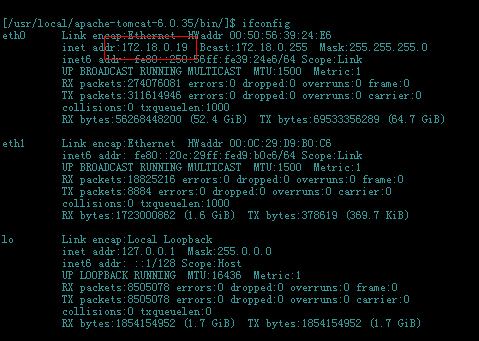 [/usr/local/apache-tomcat-6.0.35/bin/]$ ifconfig
eth0 Link encap:Ethernet HWaddr 00:50:56:39:24:E6
inet addr:172.18.0.19 Bcast:172.18.0.255 Mask:255.255.255.0
inet6 addr: fe80::250:56ff:fe39:24e6/64 Scope:Link
UP BROADCAST RUNNING MULTICAST MTU:1500 Metric:1
RX packets:274076081 errors:0 dropped:0 overruns:0 frame:0
TX packets:311614946 errors:0 dropped:0 overruns:0 carrier:0
collisions:0 txqueuelen:1000
RX bytes:56268448200 (52.4 GiB) TX bytes:69533356289 (64.7 GiB)
eth1 Link encap:Ethernet HWaddr 00:0C:29:D9:B0:C6
inet6 addr: fe80::20c:29ff:fed9:b0c6/64 Scope:Link
UP BROADCAST RUNNING MULTICAST MTU:1500 Metric:1
RX packets:18825216 errors:0 dropped:0 overruns:0 frame:0
TX packets:8884 errors:0 dropped:0 overruns:0 carrier:0
collisions:0 txqueuelen:1000
RX bytes:1723000862 (1.6 GiB) TX bytes:378619 (369.7 KiB)
lo Link encap:Local Loopback
inet addr:127.0.0.1 Mask:255.0.0.0
inet6 addr: ::1/128 Scope:Host
UP LOOPBACK RUNNING MTU:16436 Metric:1
RX packets:8505078 errors:0 dropped:0 overruns:0 frame:0
TX packets:8505078 errors:0 dropped:0 overruns:0 carrier:0
collisions:0 txqueuelen:0
RX bytes:1854154952 (1.7 GiB) TX bytes:1854154952 (1.7 GiB)